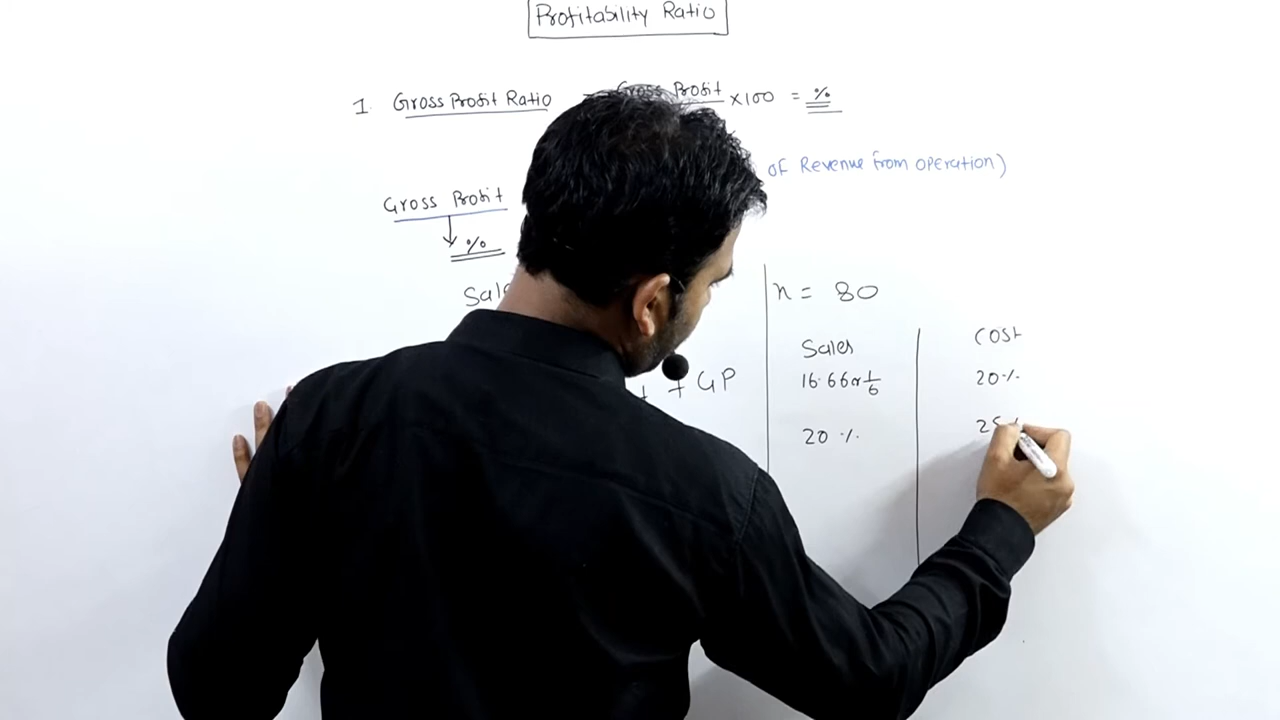 Profitability Ratio
1. Gross Profit Ratio = Gross Profit × 100 = %
of Revenue from operation)
Gross Profit
%
Sal
x = 80
Sales Cost
+ GP
16.66 or 1/6 20%
20% 25%